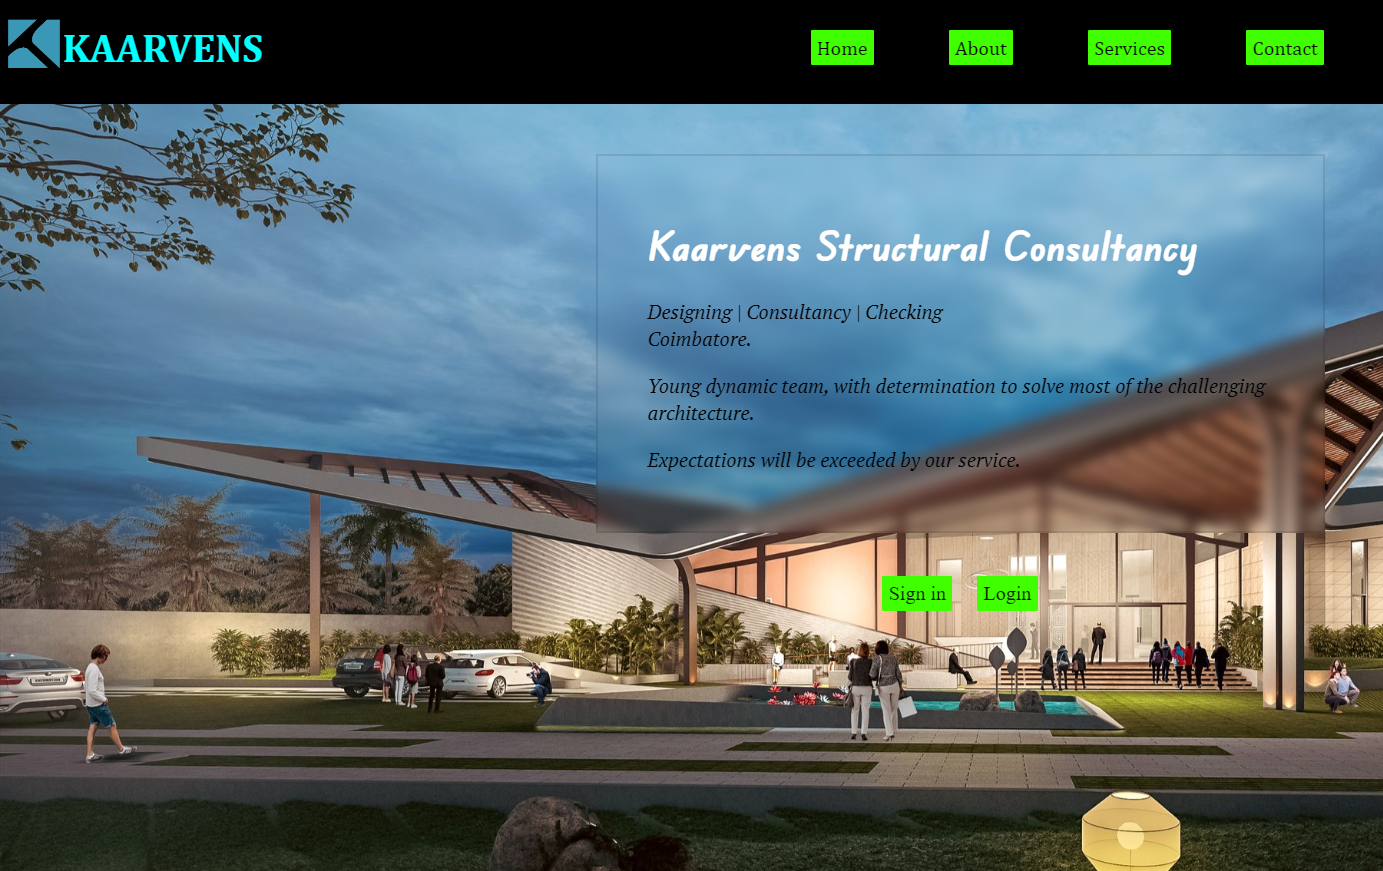 KAARVENS
Home About Services Contact
Kaarvens Structural Consultancy
Designing | Consultancy | Checking
Coimbatore.
Young dynamic team, with determination to solve most of the challenging
architecture.
Expectations will be exceeded by our service.
Sign in Login